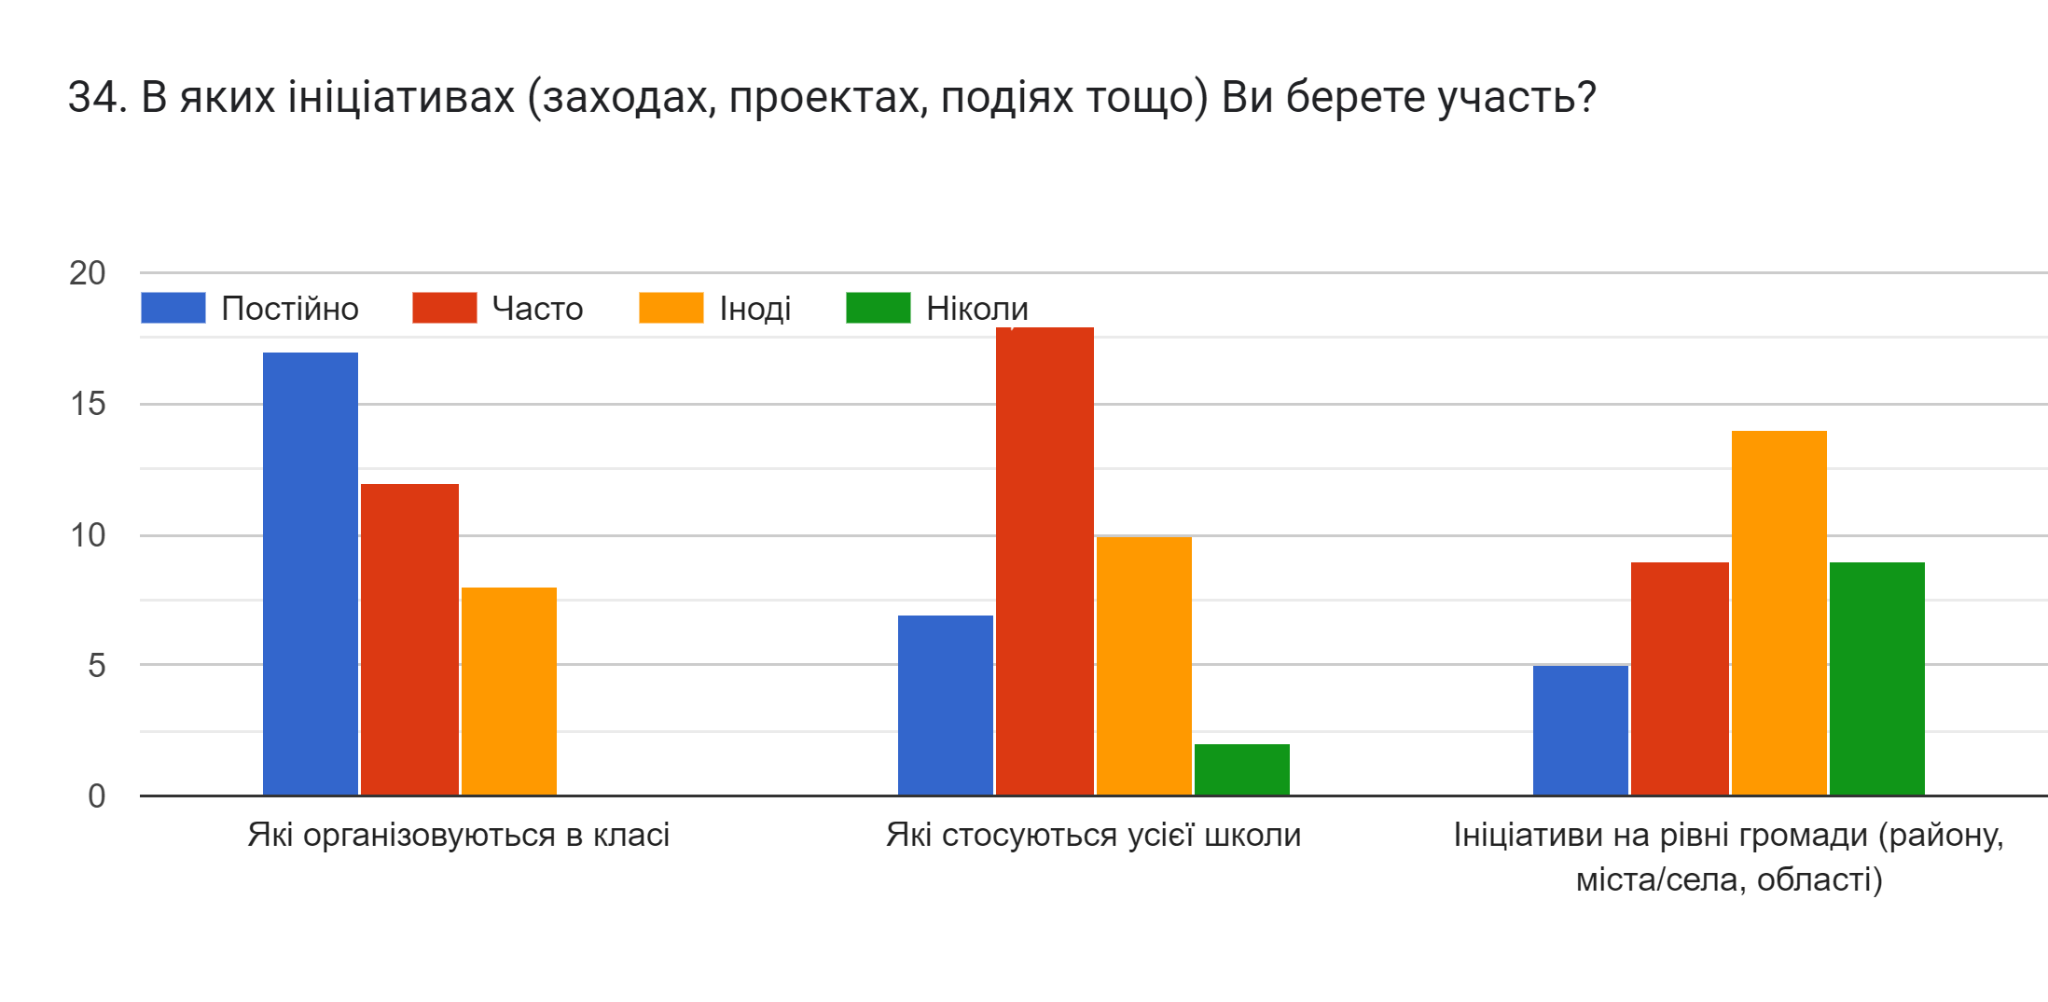 34. В яких ініціативах (заходах, проектах, подіях тощо) Ви берете участь?
20
Постійно Часто Іноді Ніколи
15
10
5
0
Які організовуються в класі Які стосуються усієї школи Ініціативи на рівні громади (району,
міста/села, області)